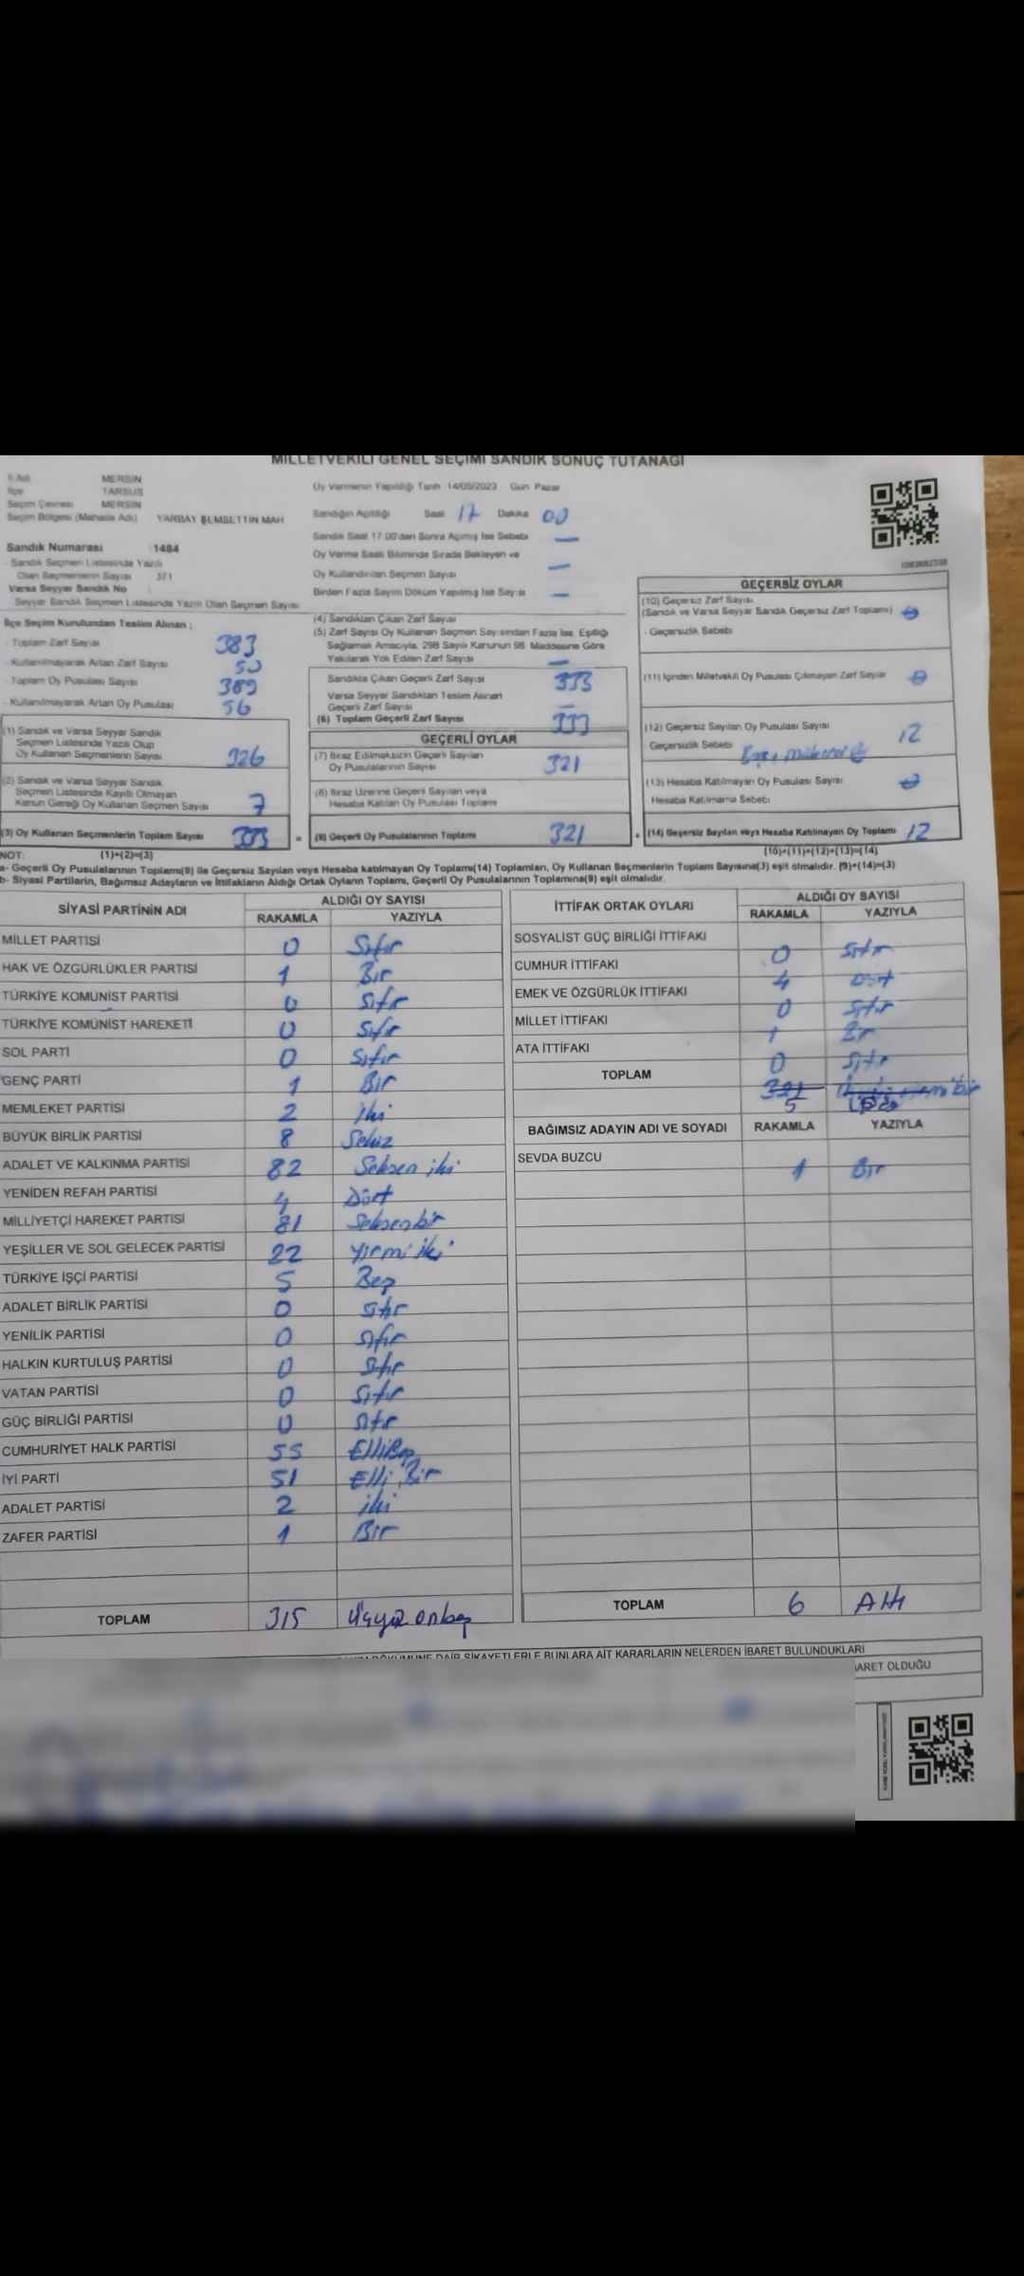 MİLLETVEKİLİ GENEL SEÇİMİ SANDIK SONUÇ TUTANAĞI
İl Adı MERSİN
İlçe TARSUS
Seçim Çevresi MERSİN
Seçim Bölgesi (Mahalle Adı) YARBAY ŞEMSETTİN MAH
Sandık Numarası 1484
Sandık Seçmen Listesinde Yazılı
Olan Seçmenlerin Sayısı 371
Varsa Seyyar Sandık No
Seyyar Sandık Seçmen Listesinde Yazılı Olan Seçmen Sayısı
Oy Vermenin Yapıldığı Tarih 14/05/2023 Gün Pazar
Sandığın Açıldığı Saat 17 Dakika 00
Sandık Saat 17.00'dan Sonra Açılmış İse Sebebi —
Oy Verme Saati Bitiminde Sırada Bekleyen ve
Oy Kullandırılan Seçmen Sayısı —
Birden Fazla Sayım Döküm Yapılmış İse Sayısı —
İlçe Seçim Kurulundan Teslim Alınan ;
- Toplam Zarf Sayısı 383
- Kullanılmayarak Artan Zarf Sayısı 50
- Toplam Oy Pusulası Sayısı 389
- Kullanılmayarak Artan Oy Pusulası 56
(1) Sandık ve Varsa Seyyar Sandık
Seçmen Listesinde Yazılı Olup
Oy Kullanan Seçmenlerin Sayısı 326
(2) Sandık ve Varsa Seyyar Sandık
Seçmen Listesinde Kayıtlı Olmayan
Kanun Gereği Oy Kullanan Seçmen Sayısı 7
(3) Oy Kullanan Seçmenlerin Toplam Sayısı 333
(4) Sandıktan Çıkan Zarf Sayısı
(5) Zarf Sayısı Oy Kullanan Seçmen Sayısından Fazla İse, Eşitliği
Sağlamak Amacıyla, 298 Sayılı Kanunun 98. Maddesine Göre
Yakılarak Yok Edilen Zarf Sayısı —
Sandıkta Çıkan Geçerli Zarf Sayısı 333
Varsa Seyyar Sandıktan Teslim Alınan
Geçerli Zarf Sayısı —
(6) Toplam Geçerli Zarf Sayısı 333
GEÇERLİ OYLAR
(7) İtiraz Edilmeksizin Geçerli Sayılan
Oy Pusulalarının Sayısı 321
(8) İtiraz Üzerine Geçerli Sayılan veya
Hesaba Katılan Oy Pusulası Toplamı
(9) Geçerli Oy Pusulalarının Toplamı 321
GEÇERSİZ OYLAR
(10) Geçersiz Zarf Sayısı
(Sandık ve Varsa Seyyar Sandık Geçersiz Zarf Toplamı) 0
- Geçersizlik Sebebi
(11) İçinden Milletvekili Oy Pusulası Çıkmayan Zarf Sayısı 0
(12) Geçersiz Sayılan Oy Pusulası Sayısı 12
Geçersizlik Sebebi
(13) Hesaba Katılmayan Oy Pusulası Sayısı 0
Hesaba Katılmama Sebebi
(14) Geçersiz Sayılan veya Hesaba Katılmayan Oy Toplamı 12
NOT: (1)+(2)=(3) (10)+(11)+(12)+(13)=(14)
a- Geçerli Oy Pusulalarının Toplamı(9) ile Geçersiz Sayılan veya Hesaba katılmayan Oy Toplamı(14) Toplamları, Oy Kullanan Seçmenlerin Toplam Sayısına(3) eşit olmalıdır. (9)+(14)=(3)
b- Siyasi Partilerin, Bağımsız Adayların ve İttifakların Aldığı Ortak Oyların Toplamı, Geçerli Oy Pusulalarının Toplamına(9) eşit olmalıdır.
SİYASİ PARTİNİN ADI ALDIĞI OY SAYISI
RAKAMLA YAZIYLA
MİLLET PARTİSİ 0 Sıfır
HAK VE ÖZGÜRLÜKLER PARTİSİ 1 Bir
TÜRKİYE KOMÜNİST PARTİSİ 0 Sıfır
TÜRKİYE KOMÜNİST HAREKETİ 0 Sıfır
SOL PARTİ 0 Sıfır
GENÇ PARTİ 1 Bir
MEMLEKET PARTİSİ 2 İki
BÜYÜK BİRLİK PARTİSİ 8 Sekiz
ADALET VE KALKINMA PARTİSİ 82 Seksen iki
YENİDEN REFAH PARTİSİ 4 Dört
MİLLİYETÇİ HAREKET PARTİSİ 81 Seksenbir
YEŞİLLER VE SOL GELECEK PARTİSİ 22 Yirmi iki
TÜRKİYE İŞÇİ PARTİSİ 5 Beş
ADALET BİRLİK PARTİSİ 0 Sıfır
YENİLİK PARTİSİ 0 Sıfır
HALKIN KURTULUŞ PARTİSİ 0 Sıfır
VATAN PARTİSİ 0 Sıfır
GÜÇ BİRLİĞİ PARTİSİ 0 Sıfır
CUMHURİYET HALK PARTİSİ 55 Elli Beş
İYİ PARTİ 51 Elli Bir
ADALET PARTİSİ 2 iki
ZAFER PARTİSİ 1 Bir
TOPLAM 315 Üçyüz onbeş
İTTİFAK ORTAK OYLARI ALDIĞI OY SAYISI
RAKAMLA YAZIYLA
SOSYALİST GÜÇ BİRLİĞİ İTTİFAKI 0 Sıfır
CUMHUR İTTİFAKI 4 Dört
EMEK VE ÖZGÜRLÜK İTTİFAKI 0 Sıfır
MİLLET İTTİFAKI 1 Bir
ATA İTTİFAKI 0 Sıfır
TOPLAM 321
5
BAĞIMSIZ ADAYIN ADI VE SOYADI RAKAMLA YAZIYLA
SEVDA BUZCU 1 Bir
TOPLAM 6 Altı
DÖKÜMÜNE DAİR ŞİKAYETLERLE BUNLARA AİT KARARLARIN NELERDEN İBARET BULUNDUKLARI
BARET OLDUĞU